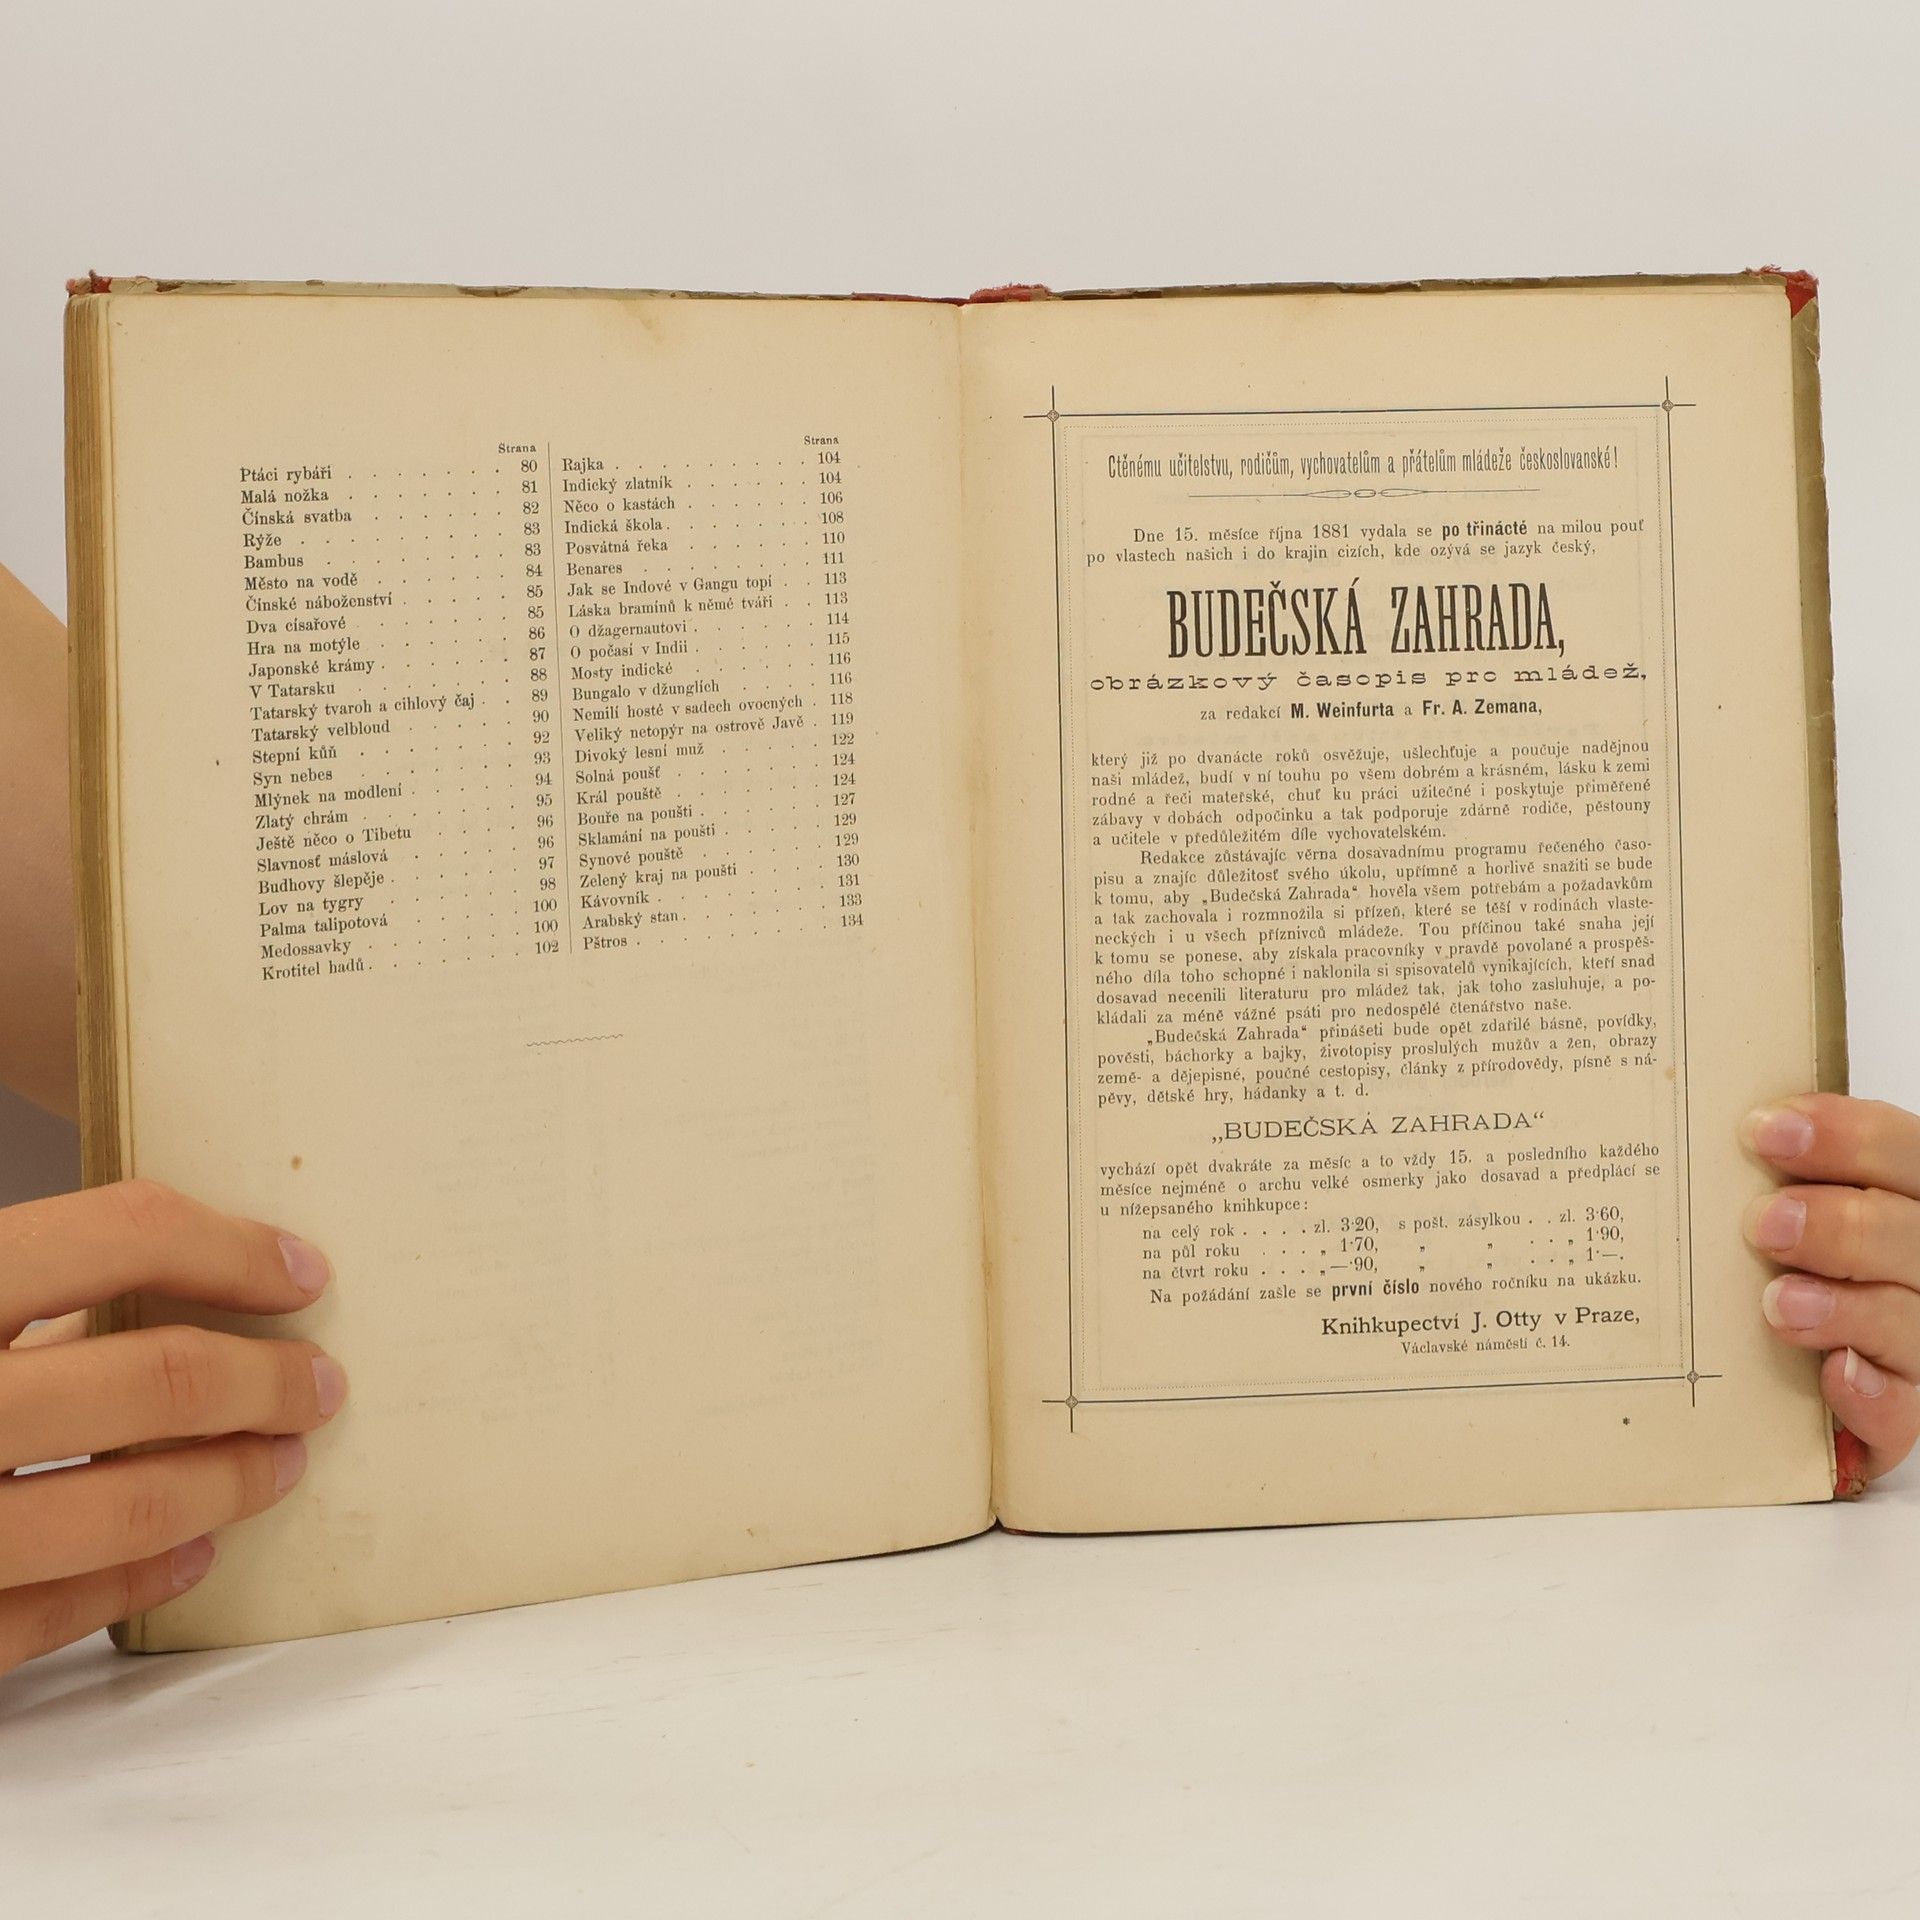 Strana
Ptáci rybáři . . . . . . . 80
Malá nožka . . . . . . . 81
Čínská svatba . . . . . . 82
Rýže . . . . . . . . . 83
Bambus . . . . . . . . 83
Město na vodě . . . . . . 84
Čínské náboženství . . . . . 85
Dva císařové . . . . . . . 85
Hra na motýle . . . . . . 86
Japonské krámy . . . . . . 87
V Tatarsku . . . . . . . 88
Tatarský tvaroh a cihlový čaj . . 89
Tatarský velbloud . . . . . 90
Stepní kůň . . . . . . . 92
Syn nebes . . . . . . . 93
Mlýnek na modlení . . . . . 94
Zlatý chrám . . . . . . . 95
Ještě něco o Tibetu . . . . . 96
Slavnosť máslová . . . . . 96
Budhovy šlepěje . . . . . . 97
Lov na tygry . . . . . . 98
Palma talipotová . . . . . 100
Medossavky . . . . . . . 100
Krotitel hadů . . . . . . . 102
Strana
Rajka . . . . . . . . . 104
Indický zlatník . . . . . . 104
Něco o kastách . . . . . . 106
Indická škola . . . . . . . 108
Posvátná řeka . . . . . . 110
Benares . . . . . . . . 111
Jak se Indové v Gangu topí . . 113
Láska bramínů k němé tváři . . 113
O džagernautovi . . . . . . 114
O počasí v Indii . . . . . . 115
Mosty indické . . . . . . 116
Bungalo v džunglích . . . . 116
Nemilí hosté v sadech ovocných . 118
Veliký netopýr na ostrově Javě . 119
Divoký lesní muž . . . . . 122
Solná poušť . . . . . . . 124
Král pouště . . . . . . . 124
Bouře na poušti . . . . . . 127
Sklamání na poušti . . . . . 129
Synové pouště . . . . . . 129
Zelený kraj na poušti . . . . 130
Kávovník . . . . . . . . 131
Arabský stan . . . . . . . 133
Pštros . . . . . . . . . 134
Ctěnému učitelstvu, rodičům, vychovatelům a přátelům mládeže českoslovanské!
Dne 15. měsíce října 1881 vydala se po třinácté na milou pouť
po vlastech našich i do krajin cizích, kde ozývá se jazyk český,
BUDEČSKÁ ZAHRADA,
obrázkový časopis pro mládež,
za redakcí M. Weinfurta a Fr. A. Zemana,
který již po dvanácte roků osvěžuje, ušlechťuje a poučuje nadějnou
naši mládež, budí v ní touhu po všem dobrém a krásném, lásku k zemi
rodné a řeči mateřské, chuť ku práci užitečné i poskytuje přiměřené
zábavy v dobách odpočinku a tak podporuje zdárně rodiče, pěstouny
a učitele v předůležitém díle vychovatelském.
Redakce zůstávajíc věrna dosavadnímu programu řečeného časo-
pisu a znajíc důležitosť svého úkolu, upřímně a horlivě snažiti se bude
k tomu, aby „Budečská Zahrada“ hověla všem potřebám a požadavkům
a tak zachovala i rozmnožila si přízeň, které se těší v rodinách vlaste-
neckých i u všech příznivců mládeže. Tou příčinou také snaha její
k tomu se ponese, aby získala pracovníky v pravdě povolané a prospěš-
ného díla toho schopné i naklonila si spisovatelů vynikajících, kteří snad
dosavad necenili literaturu pro mládež tak, jak toho zasluhuje, a po-
kládali za méně vážné psáti pro nedospělé čtenářstvo naše.
„Budečská Zahrada“ přinášeti bude opět zdařilé básně, povídky,
pověsti, báchorky a bajky, životopisy proslulých mužův a žen, obrazy
země- a dějepisné, poučné cestopisy, články z přírodovědy, písně s ná-
pěvy, dětské hry, hádanky a t. d.
„BUDEČSKÁ ZAHRADA“
vychází opět dvakráte za měsíc a to vždy 15. a posledního každého
měsíce nejméně o archu velké osmerky jako dosavad a předplácí se
u nížepsaného knihkupce:
na celý rok . . . . zl. 3·20, s pošt. zásylkou . . zl. 3·60,
na půl roku . . . „ 1·70, „ „ . . „ 1·90,
na čtvrt roku . . . „ —·90, „ „ . . „ 1·—.
Na požádání zašle se první číslo nového ročníku na ukázku.
Knihkupectví J. Otty v Praze,
Václavské náměstí č. 14.
*